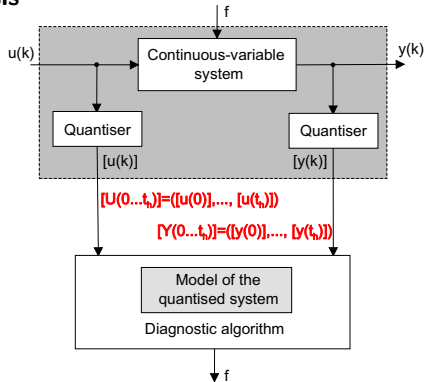 f
u(k)
Continuous-variable
system
y(k)
Quantiser
Quantiser
[u(k)]
[y(k)]
[U(0...tₕ)]=([u(0)],..., [u(tₕ)])
[Y(0...tₕ)]=([y(0)],..., [y(tₕ)])
Model of the
quantised system
Diagnostic algorithm
f